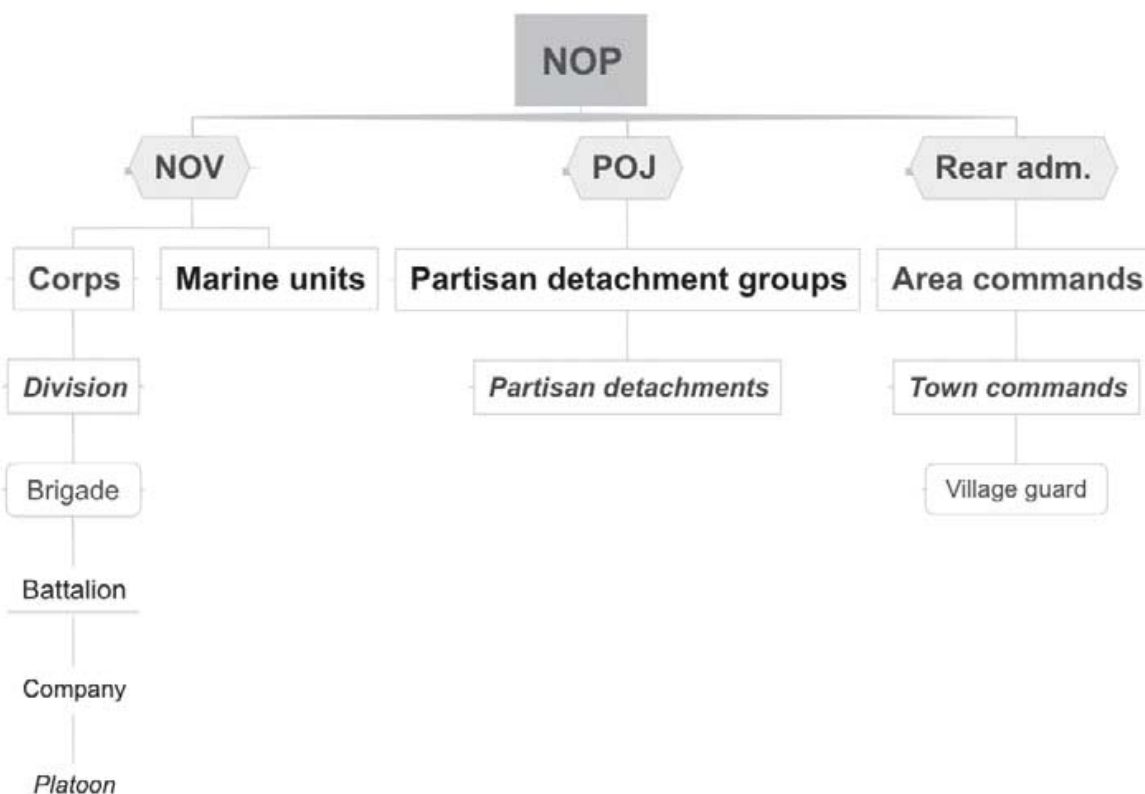 NOP
NOV
POJ
Rear adm.
Corps
Marine units
Partisan detachment groups
Area commands
Division
Partisan detachments
Town commands
Brigade
Village guard
Battalion
Company
Platoon